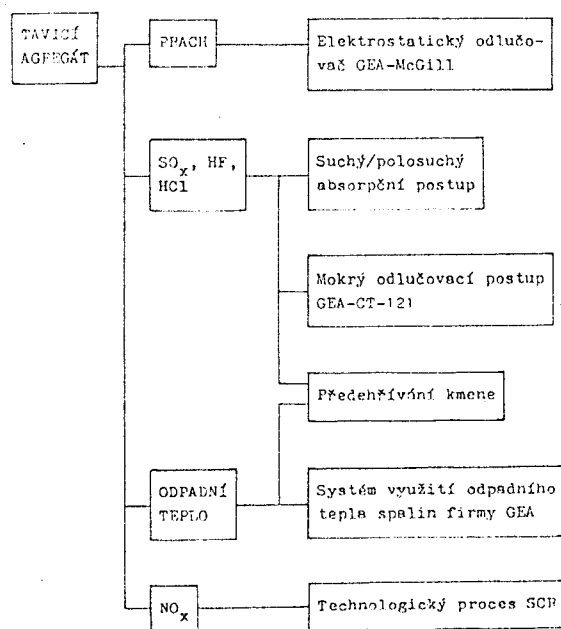 TAVICÍ
AGREGÁT
PRACH
Elektrostatický odlučo-
vač GEA-McGill
SOx, HF,
HCl
Suchý/polosuchý
absorpční postup
Mokrý odlučovací postup
GEA-CT-121
Předehřívání kmene
ODPADNÍ
TEPLO
Systém využití odpadního
tepla spalin firmy GEA
NOx
Technologický proces SCR